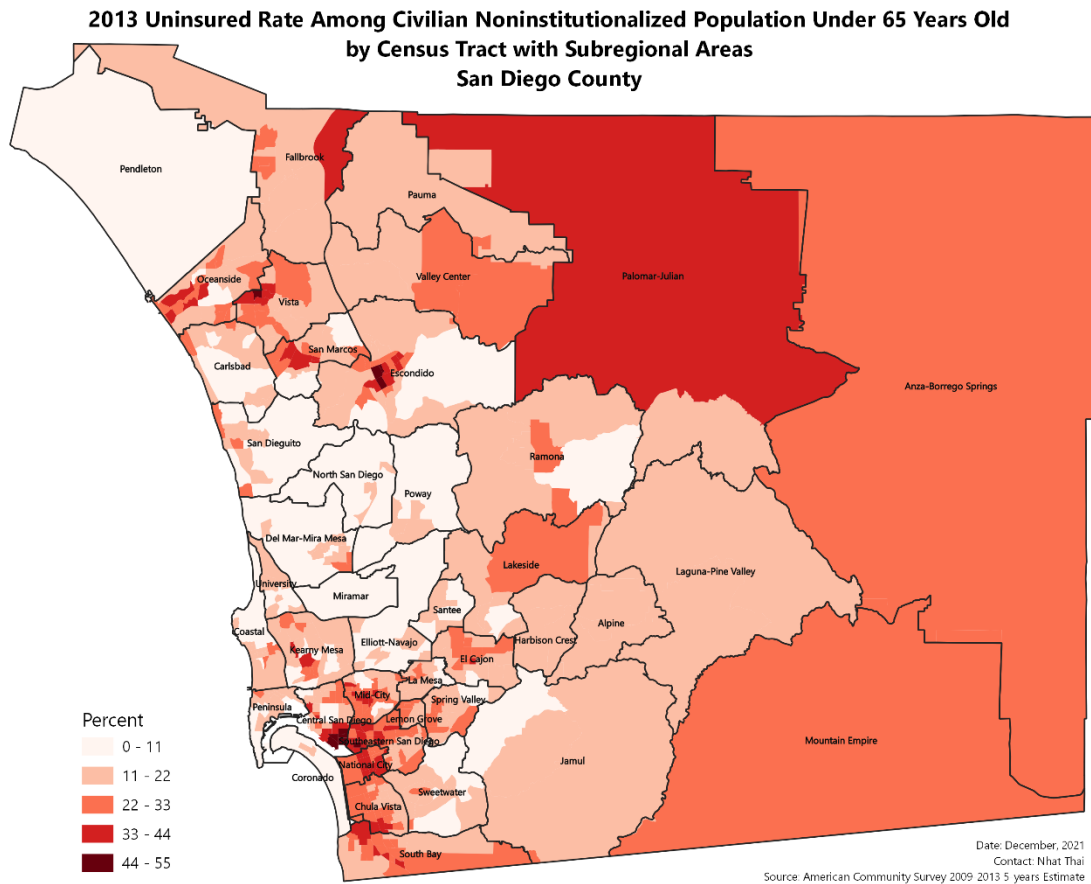 2013 Uninsured Rate Among Civilian Noninstitutionalized Population Under 65 Years Old
by Census Tract with Subregional Areas
San Diego County
Pendleton
Fallbrook
Pauma
Oceanside
Vista
Valley Center
Palomar-Julian
San Marcos
Carlsbad
Escondido
Anza-Borrego Springs
San Dieguito
Ramona
North San Diego
Poway
Del Mar-Mira Mesa
Lakeside
Laguna-Pine Valley
University
Miramar
Santee
Alpine
Coastal
Elliott-Navajo
Harbison Crest
Kearny Mesa
El Cajon
La Mesa
Mid-City
Spring Valley
Peninsula
Central San Diego
Lemon Grove
Southeastern San Diego
Mountain Empire
National City
Jamul
Coronado
Sweetwater
Chula Vista
South Bay
Percent
0 - 11
11 - 22
22 - 33
33 - 44
44 - 55
Date: December, 2021
Contact: Nhat Thai
Source: American Community Survey 2009 2013 5 years Estimate